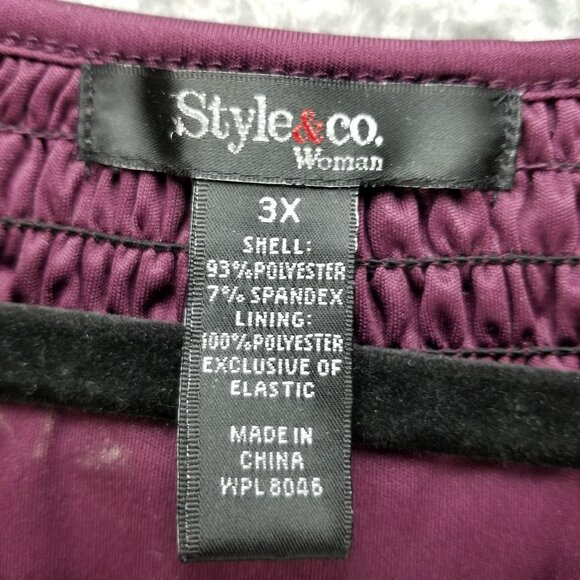 Style&co.
Woman
3X
SHELL:
93%POLYESTER
7% SPANDEX
LINING:
100%POLYESTER
EXCLUSIVE OF
ELASTIC
MADE IN
CHINA
WPL 8046